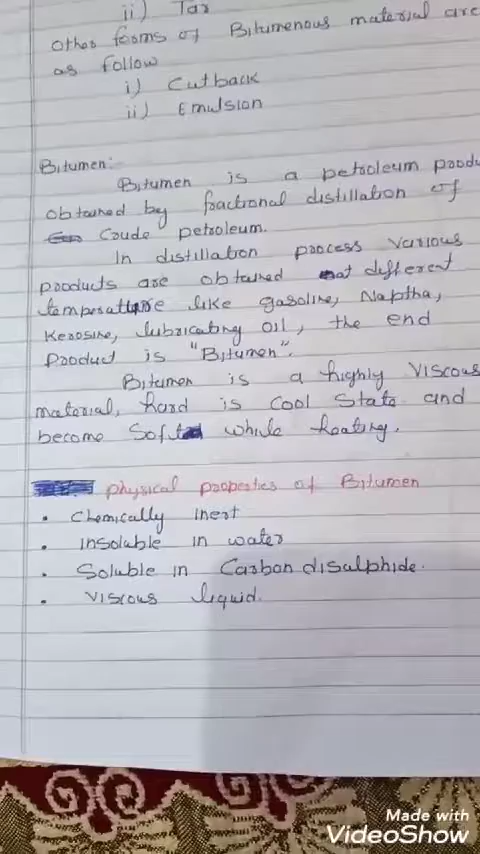 ii) Tar
Other forms of Bitumenous material are
as follow
i) Cutback
ii) Emulsion
Bitumen:-
Bitumen is a petroleum produ
obtained by fractional distillation of
Crude petroleum.
In distillation process various
products are obtained at different
temperature like gasoline, Naptha,
Kerosine, lubricating oil, the end
Product is "Bitumen".
Bitumen is a highly Viscous
material, hard is cool State and
become Soft while heating.
physical properties of Bitumen
• Chemically inert
• Insoluble in water
• Soluble in Carbon disulphide.
• Viscous liquid.
Made with
VideoShow